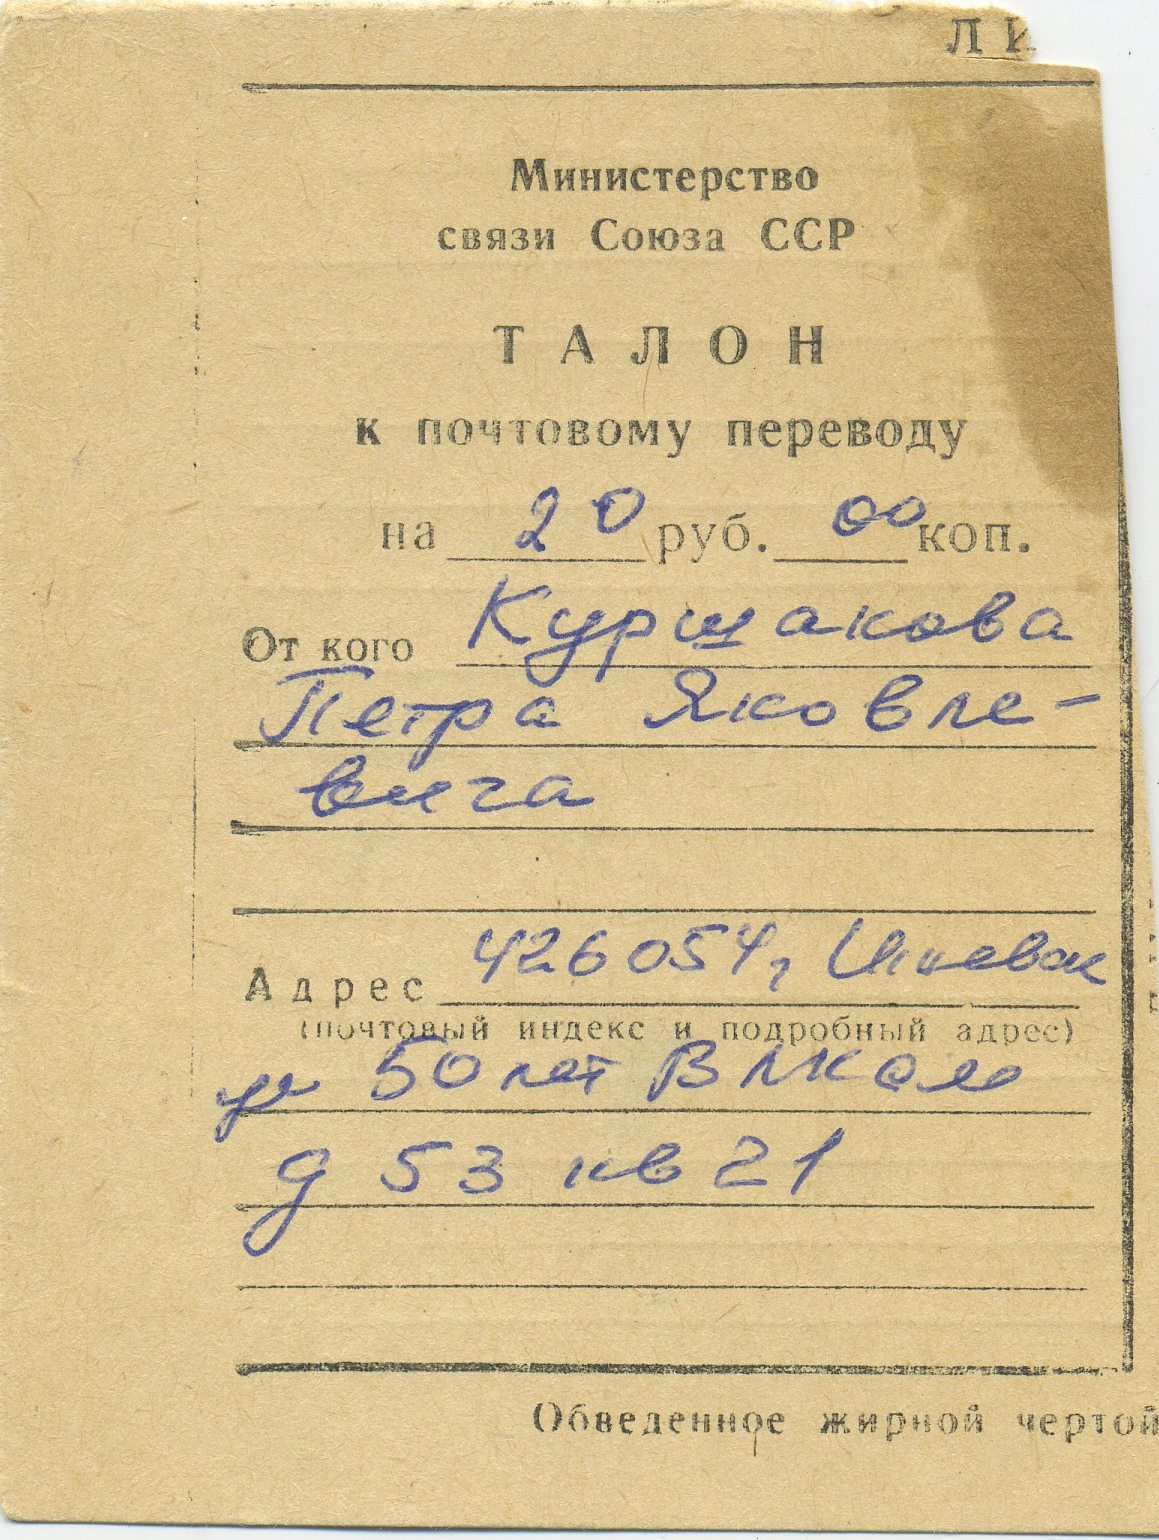 ЛИ
Министерство
связи Союза ССР
ТАЛОН
к почтовому переводу
на 20 руб. 00 коп.
От кого Куршакова
Петра Яковле-
вича
Адрес 426054, Ижевск
(почтовый индекс и подробный адрес)
ул 50 лет ВЛКСМ
д 53 кв 21
Обведенное жирной чертой